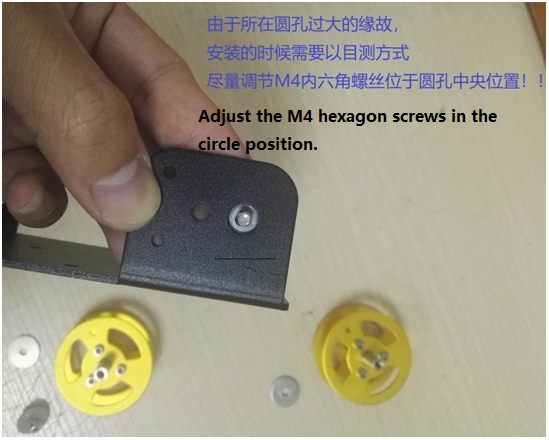 由于所在圆孔过大的缘故，
安装的时候需要以目测方式
尽量调节M4内六角螺丝位于圆孔中央位置！！
Adjust the M4 hexagon screws in the
circle position.